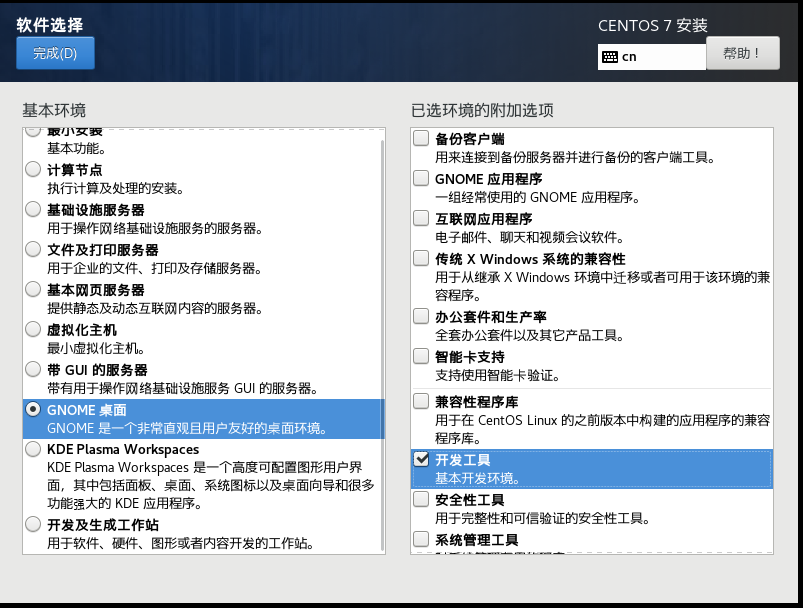 软件选择
完成(D)
CENTOS 7 安装
cn
帮助！
基本环境
最小安装
基本功能。
计算节点
执行计算及处理的安装。
基础设施服务器
用于操作网络基础设施服务的服务器。
文件及打印服务器
用于企业的文件、打印及存储服务器。
基本网页服务器
提供静态及动态互联网内容的服务器。
虚拟化主机
最小虚拟化主机。
带 GUI 的服务器
带有用于操作网络基础设施服务 GUI 的服务器。
GNOME 桌面
GNOME 是一个非常直观且用户友好的桌面环境。
KDE Plasma Workspaces
KDE Plasma Workspaces 是一个高度可配置图形用户界
面，其中包括面板、桌面、系统图标以及桌面向导和很多
功能强大的 KDE 应用程序。
开发及生成工作站
用于软件、硬件、图形或者内容开发的工作站。
已选环境的附加选项
备份客户端
用来连接到备份服务器并进行备份的客户端工具。
GNOME 应用程序
一组经常使用的 GNOME 应用程序。
互联网应用程序
电子邮件、聊天和视频会议软件。
传统 X Windows 系统的兼容性
用于从继承 X Windows 环境中迁移或者可用于该环境的兼
容程序。
办公套件和生产率
全套办公套件以及其它产品工具。
智能卡支持
支持使用智能卡验证。
兼容性程序库
用于在 CentOS Linux 的之前版本中构建的应用程序的兼容
程序库。
开发工具
基本开发环境。
安全性工具
用于完整性和可信验证的安全性工具。
系统管理工具